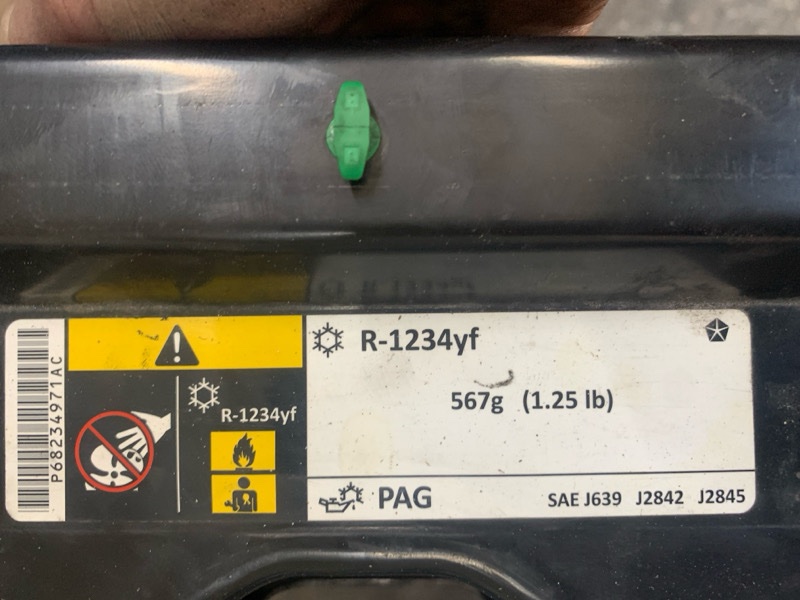 P68234971AC
R-1234yf
R-1234yf
567g (1.25 lb)
PAG
SAE J639 J2842 J2845